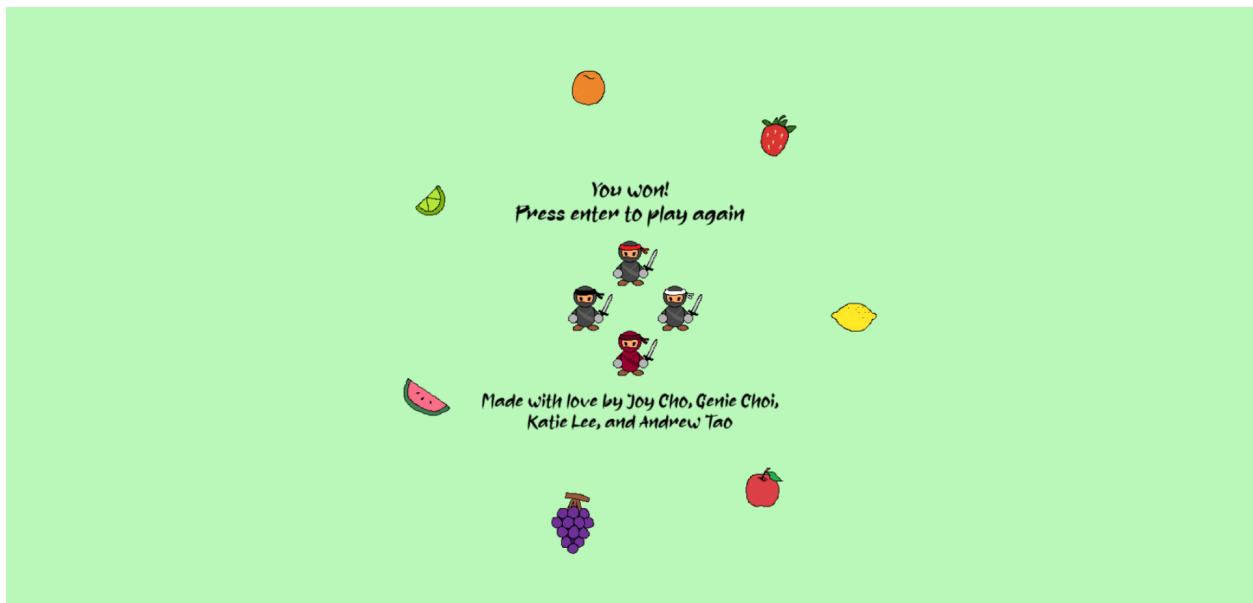 You won!
Press enter to play again
Made with love by Joy Cho, Genie Choi,
Katie Lee, and Andrew Tao